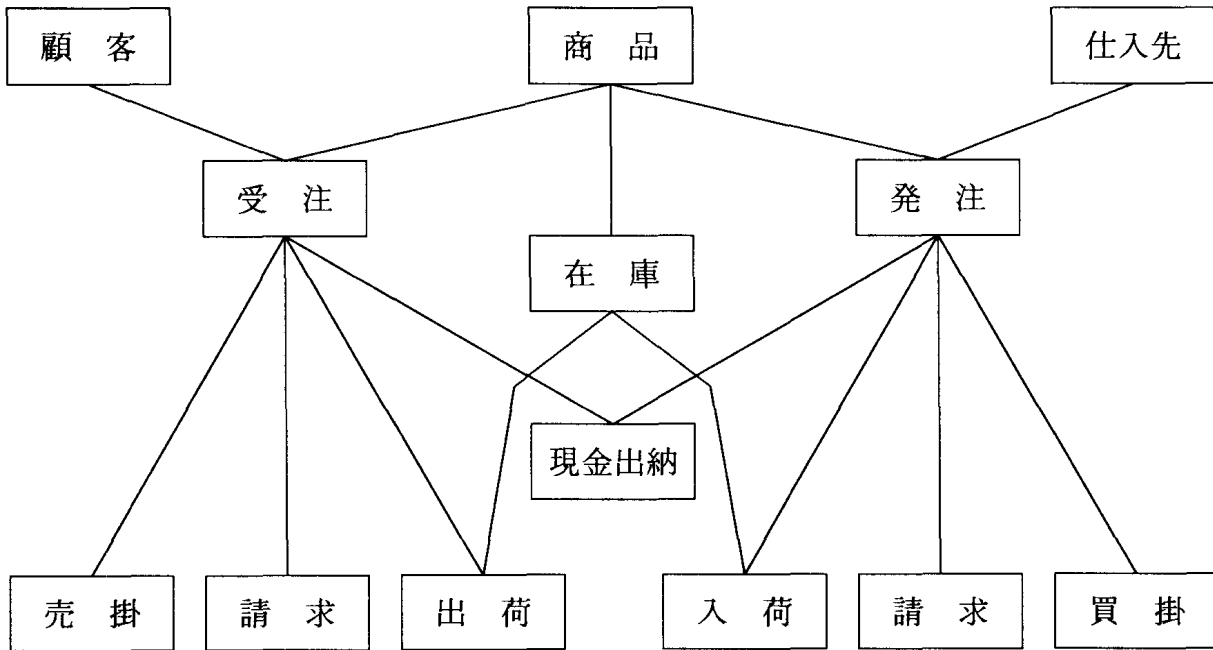 顧客
商品
仕入先
受注
発注
在庫
現金出納
売掛
請求
出荷
入荷
請求
買掛